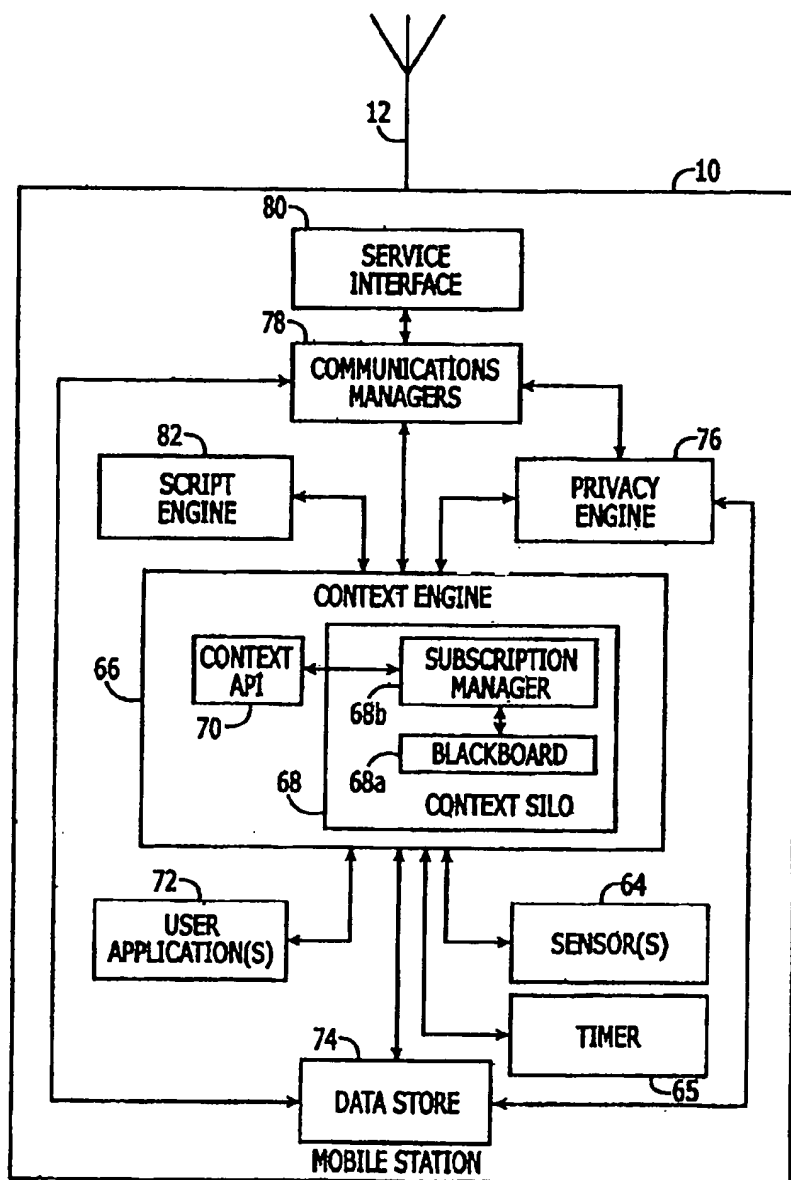 12
10
80
SERVICE
INTERFACE
78
COMMUNICATIONS
MANAGERS
82
SCRIPT
ENGINE
76
PRIVACY
ENGINE
CONTEXT ENGINE
66
CONTEXT
API
70
SUBSCRIPTION
MANAGER
68b
BLACKBOARD
68a
68
CONTEXT SILO
72
USER
APPLICATION(S)
64
SENSOR(S)
TIMER
65
74
DATA STORE
MOBILE STATION